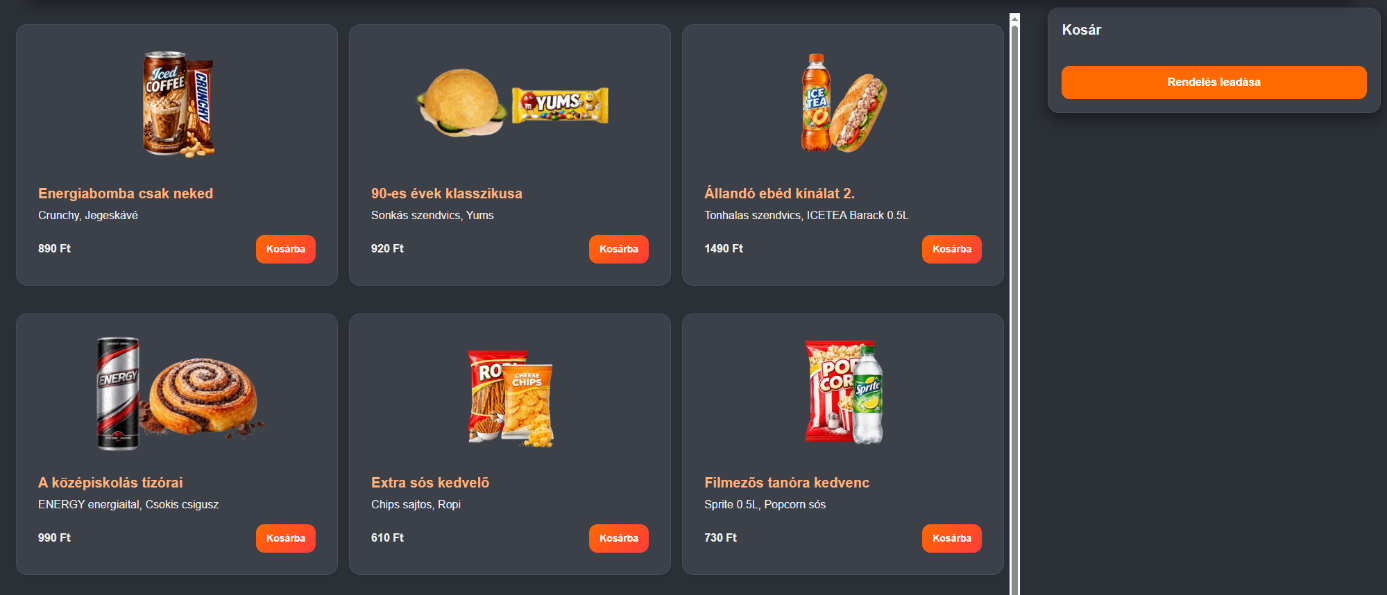 Kosár
Rendelés leadása
Iced
COFFEE
CRUNCHY
Energiabomba csak neked
Crunchy, Jegeskávé
890 Ft
Kosárba
YUMS
90-es évek klasszikusa
Sonkás szendvics, Yums
920 Ft
Kosárba
ICE
TEA
Állandó ebéd kínálat 2.
Tonhalas szendvics, ICETEA Barack 0.5L
1490 Ft
Kosárba
ENERGY
A középiskolás tízórai
ENERGY energiaital, Csokis csigusz
990 Ft
Kosárba
ROPI
CHEESE
CHIPS
Extra sós kedvelő
Chips sajtos, Ropi
610 Ft
Kosárba
POP
CORN
Sprite
Filmezős tanóra kedvenc
Sprite 0.5L, Popcorn sós
730 Ft
Kosárba